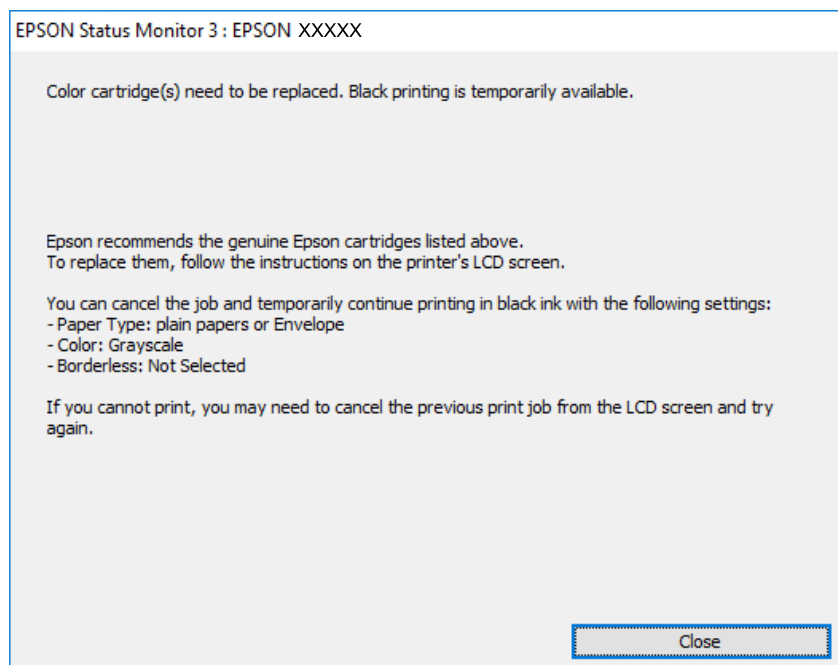 EPSON Status Monitor 3 : EPSON XXXXX
Color cartridge(s) need to be replaced. Black printing is temporarily available.
Epson recommends the genuine Epson cartridges listed above.
To replace them, follow the instructions on the printer's LCD screen.
You can cancel the job and temporarily continue printing in black ink with the following settings:
- Paper Type: plain papers or Envelope
- Color: Grayscale
- Borderless: Not Selected
If you cannot print, you may need to cancel the previous print job from the LCD screen and try
again.
Close